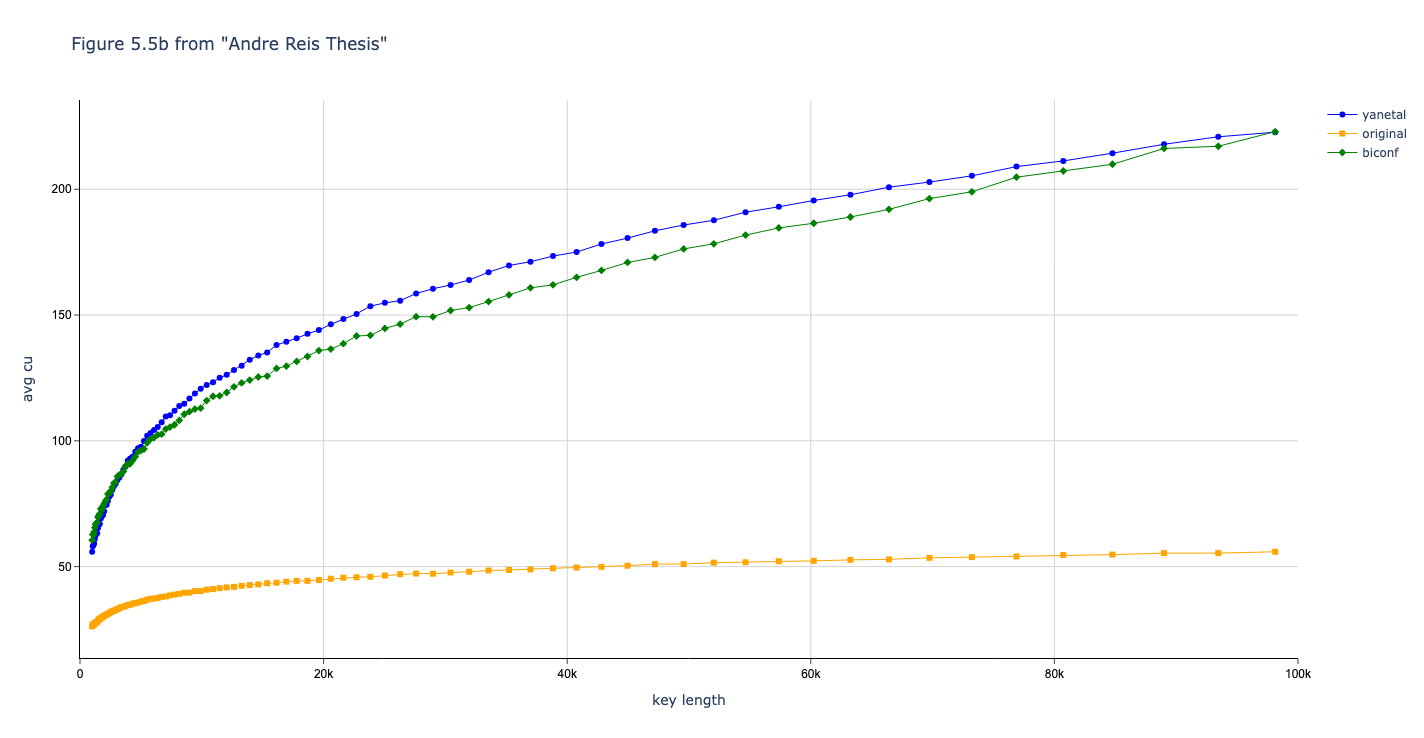 Figure 5.5b from "Andre Reis Thesis"
yanetal
original
biconf
200
150
100
50
avg cu
0
20k
40k
60k
80k
100k
key length